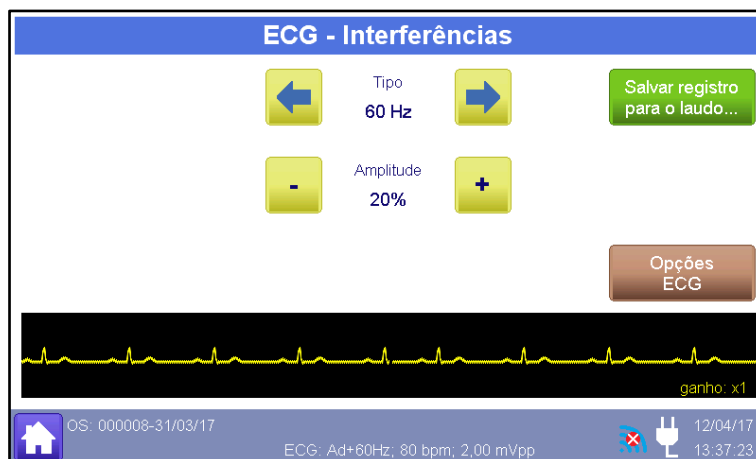 ECG - Interferências
Tipo
60 Hz
Salvar registro
para o laudo...
-
Amplitude
20%
+
Opções
ECG
ganho: x1
OS: 000008-31/03/17
ECG: Ad+60Hz; 80 bpm; 2,00 mVpp
12/04/17
13:37:23